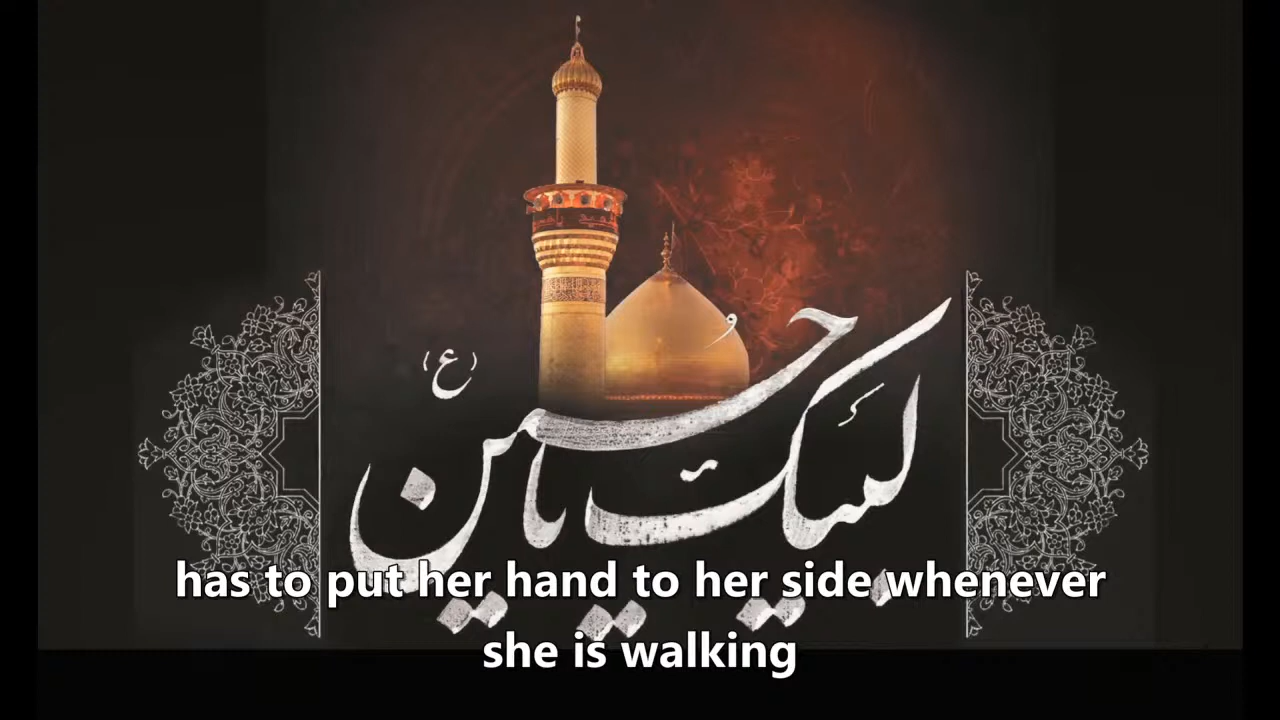 (ع)
لبیک یا حسین
has to put her hand to her side whenever
she is walking